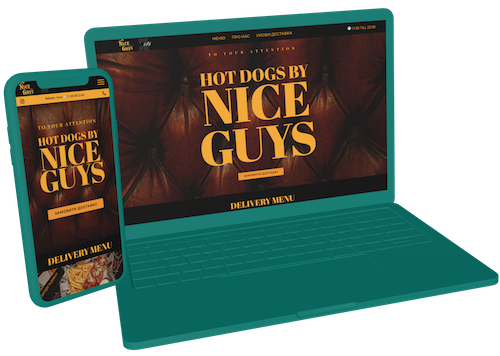 NICE
GUYS
TO YOUR ATTENTION
HOT DOGS BY
NICE
GUYS
ЗАМОВИТИ ДОСТАВКУ
DELIVERY MENU
NICE
GUYS
МЕНЮ ПРО НАС УМОВИ ДОСТАВКИ
TO YOUR ATTENTION
HOT DOGS BY
NICE
GUYS
ЗАМОВИТИ ДОСТАВКУ
DELIVERY MENU